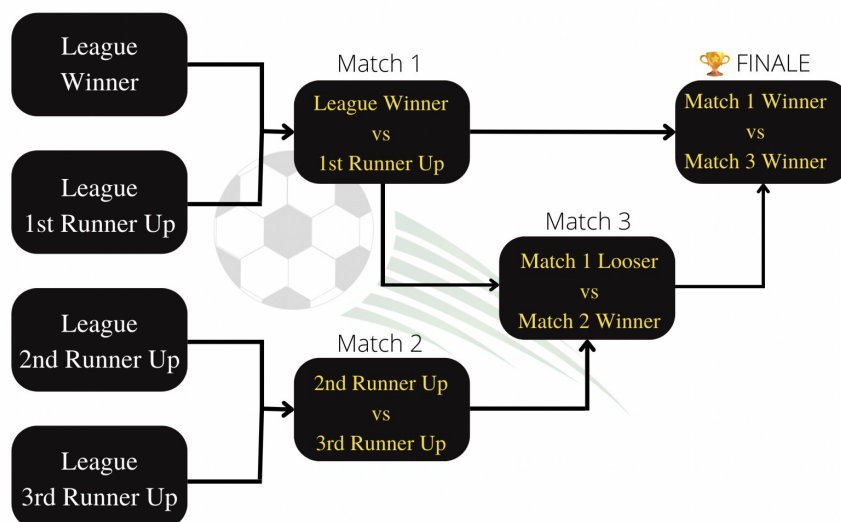 League
Winner
League
1st Runner Up
League
2nd Runner Up
League
3rd Runner Up
Match 1
League Winner
vs
1st Runner Up
Match 2
2nd Runner Up
vs
3rd Runner Up
Match 3
Match 1 Looser
vs
Match 2 Winner
FINALE
Match 1 Winner
vs
Match 3 Winner